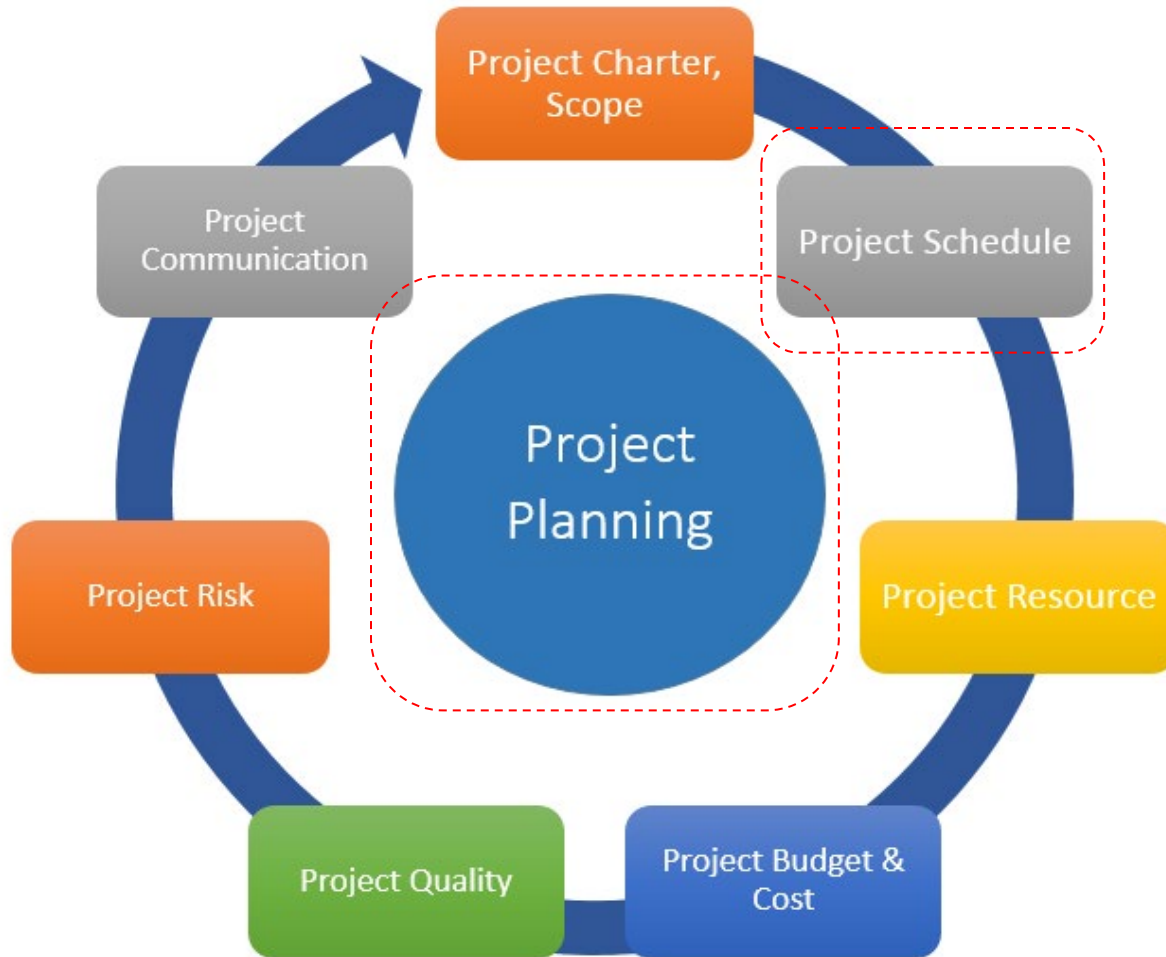 Project Charter,
Scope
Project Schedule
Project Resource
Project Budget &
Cost
Project Quality
Project Risk
Project
Communication
Project
Planning